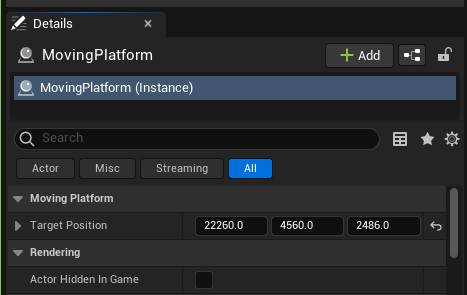 Details
MovingPlatform
Add
MovingPlatform (Instance)
Search
Actor Misc Streaming All
Moving Platform
Target Position 22260.0 4560.0 2486.0
Rendering
Actor Hidden In Game